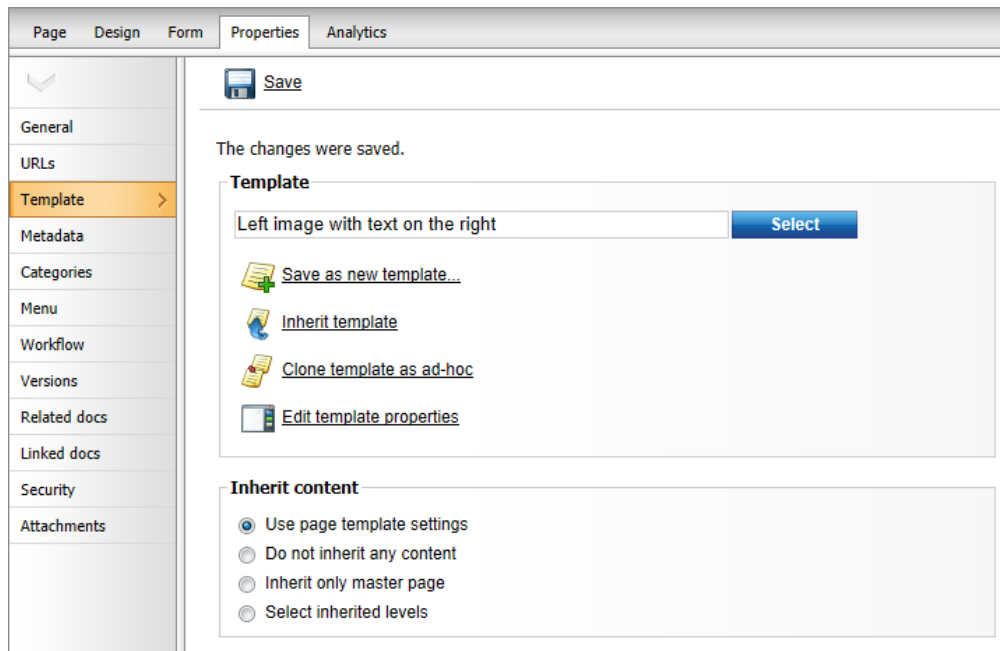 Page Design Form Properties Analytics
Save
General
URLs
Template
Metadata
Categories
Menu
Workflow
Versions
Related docs
Linked docs
Security
Attachments
The changes were saved.
Template
Left image with text on the right Select
Save as new template...
Inherit template
Clone template as ad-hoc
Edit template properties
Inherit content
Use page template settings
Do not inherit any content
Inherit only master page
Select inherited levels